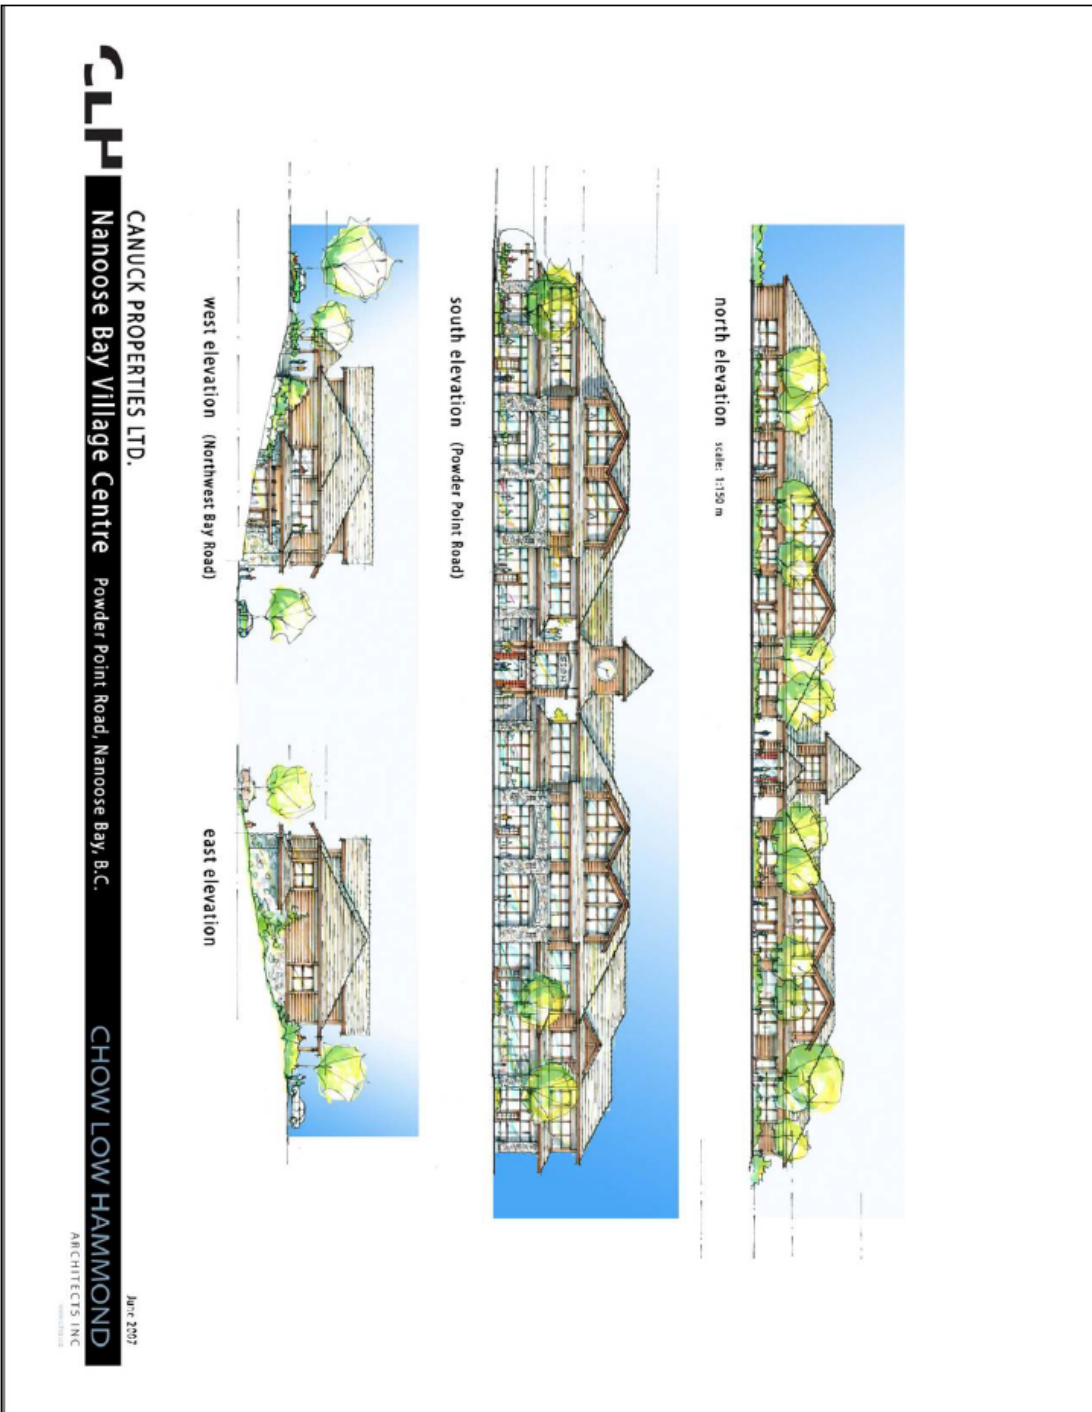 north elevation scale: 1:150 m
south elevation (Powder Point Road)
west elevation (Northwest Bay Road)
east elevation
CANUCK PROPERTIES LTD.
June 2007
CLH
Nanoose Bay Village Centre Powder Point Road, Nanoose Bay, B.C.
CHOW LOW HAMMOND
ARCHITECTS INC